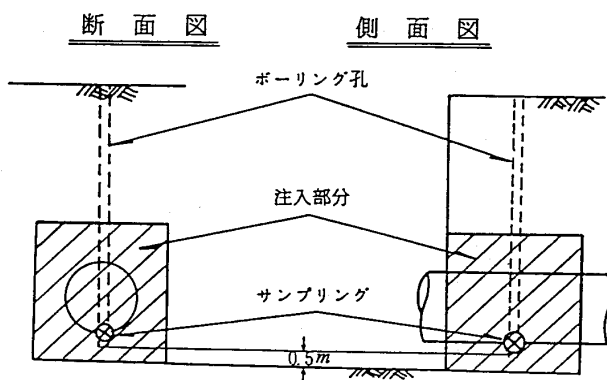 断面図 側面図
ボーリング孔
注入部分
サンプリング
0.5m